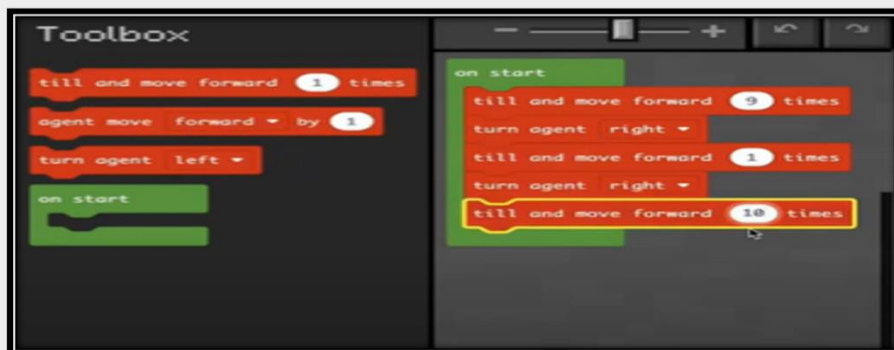 Toolbox
till and move forward 1 times
agent move forward by 1
turn agent left
on start
on start
till and move forward 9 times
turn agent right
till and move forward 1 times
turn agent right
till and move forward 10 times